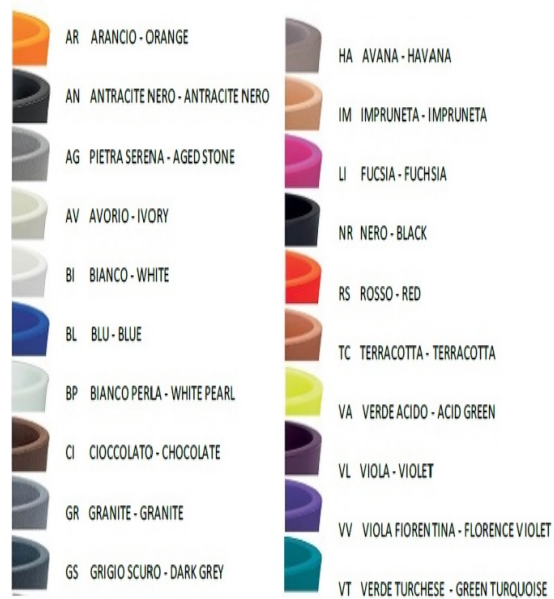 AR ARANCIO - ORANGE
AN ANTRACITE NERO - ANTRACITE NERO
AG PIETRA SERENA - AGED STONE
AV AVORIO - IVORY
BI BIANCO - WHITE
BL BLU - BLUE
BP BIANCO PERLA - WHITE PEARL
CI CIOCCOLATO - CHOCOLATE
GR GRANITE - GRANITE
GS GRIGIO SCURO - DARK GREY
HA AVANA - HAVANA
IM IMPRUNETA - IMPRUNETA
LI FUCSIA - FUCHSIA
NR NERO - BLACK
RS ROSSO - RED
TC TERRACOTTA - TERRACOTTA
VA VERDE ACIDO - ACID GREEN
VL VIOLA - VIOLET
VV VIOLA FIORENTINA - FLORENCE VIOLET
VT VERDE TURCHESE - GREEN TURQUOISE